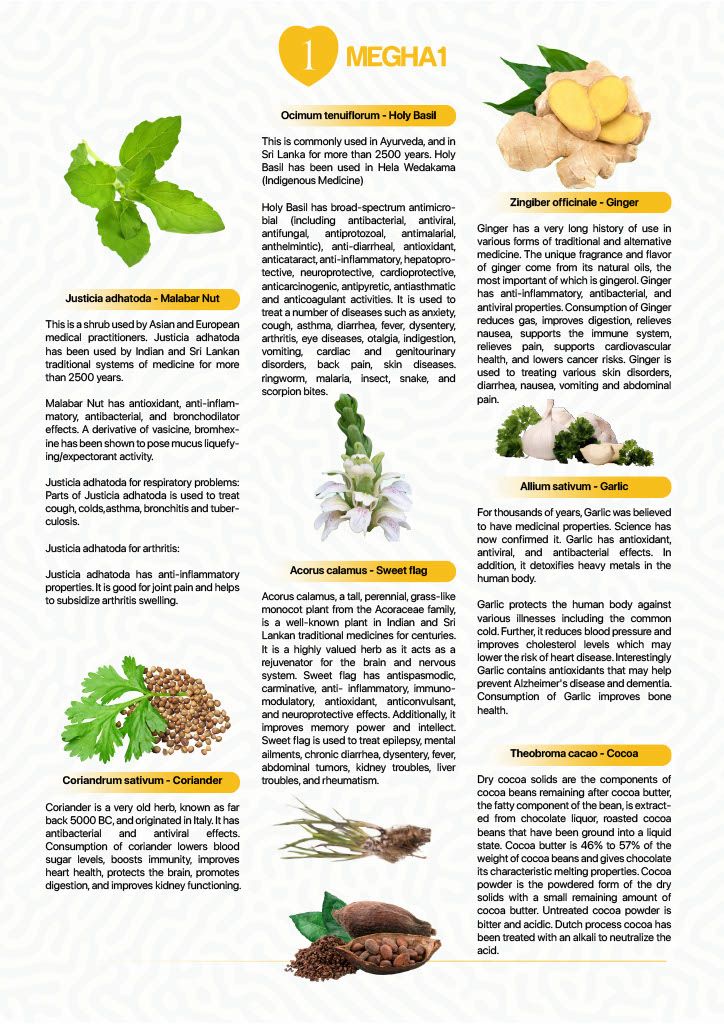 1 MEGHA1
Justicia adhatoda - Malabar Nut
This is a shrub used by Asian and European
medical practitioners. Justicia adhatoda
has been used by Indian and Sri Lankan
traditional systems of medicine for more
than 2500 years.
Malabar Nut has antioxidant, anti-inflam-
matory, antibacterial, and bronchodilator
effects. A derivative of vasicine, bromhex-
ine has been shown to pose mucus liquefy-
ing/expectorant activity.
Justicia adhatoda for respiratory problems:
Parts of Justicia adhatoda is used to treat
cough, colds,asthma, bronchitis and tuber-
culosis.
Justicia adhatoda for arthritis:
Justicia adhatoda has anti-inflammatory
properties. It is good for joint pain and helps
to subsidize arthritis swelling.
Coriandrum sativum - Coriander
Coriander is a very old herb, known as far
back 5000 BC, and originated in Italy. It has
antibacterial and antiviral effects.
Consumption of coriander lowers blood
sugar levels, boosts immunity, improves
heart health, protects the brain, promotes
digestion, and improves kidney functioning.
Ocimum tenuiflorum - Holy Basil
This is commonly used in Ayurveda, and in
Sri Lanka for more than 2500 years. Holy
Basil has been used in Hela Wedakama
(Indigenous Medicine)
Holy Basil has broad-spectrum antimicro-
bial (including antibacterial, antiviral,
antifungal, antiprotozoal, antimalarial,
anthelmintic), anti-diarrheal, antioxidant,
anticataract, anti-inflammatory, hepatopro-
tective, neuroprotective, cardioprotective,
anticarcinogenic, antipyretic, antiasthmatic
and anticoagulant activities. It is used to
treat a number of diseases such as anxiety,
cough, asthma, diarrhea, fever, dysentery,
arthritis, eye diseases, otalgia, indigestion,
vomiting, cardiac and genitourinary
disorders, back pain, skin diseases.
ringworm, malaria, insect, snake, and
scorpion bites.
Acorus calamus - Sweet flag
Acorus calamus, a tall, perennial, grass-like
monocot plant from the Acoraceae family,
is a well-known plant in Indian and Sri
Lankan traditional medicines for centuries.
It is a highly valued herb as it acts as a
rejuvenator for the brain and nervous
system. Sweet flag has antispasmodic,
carminative, anti- inflammatory, immuno-
modulatory, antioxidant, anticonvulsant,
and neuroprotective effects. Additionally, it
improves memory power and intellect.
Sweet flag is used to treat epilepsy, mental
ailments, chronic diarrhea, dysentery, fever,
abdominal tumors, kidney troubles, liver
troubles, and rheumatism.
Zingiber officinale - Ginger
Ginger has a very long history of use in
various forms of traditional and alternative
medicine. The unique fragrance and flavor
of ginger come from its natural oils, the
most important of which is gingerol. Ginger
has anti-inflammatory, antibacterial, and
antiviral properties. Consumption of Ginger
reduces gas, improves digestion, relieves
nausea, supports the immune system,
relieves pain, supports cardiovascular
health, and lowers cancer risks. Ginger is
used to treating various skin disorders,
diarrhea, nausea, vomiting and abdominal
pain.
Allium sativum - Garlic
For thousands of years, Garlic was believed
to have medicinal properties. Science has
now confirmed it. Garlic has antioxidant,
antiviral, and antibacterial effects. In
addition, it detoxifies heavy metals in the
human body.
Garlic protects the human body against
various illnesses including the common
cold. Further, it reduces blood pressure and
improves cholesterol levels which may
lower the risk of heart disease. Interestingly
Garlic contains antioxidants that may help
prevent Alzheimer's disease and dementia.
Consumption of Garlic improves bone
health.
Theobroma cacao - Cocoa
Dry cocoa solids are the components of
cocoa beans remaining after cocoa butter,
the fatty component of the bean, is extract-
ed from chocolate liquor, roasted cocoa
beans that have been ground into a liquid
state. Cocoa butter is 46% to 57% of the
weight of cocoa beans and gives chocolate
its characteristic melting properties. Cocoa
powder is the powdered form of the dry
solids with a small remaining amount of
cocoa butter. Untreated cocoa powder is
bitter and acidic. Dutch process cocoa has
been treated with an alkali to neutralize the
acid.